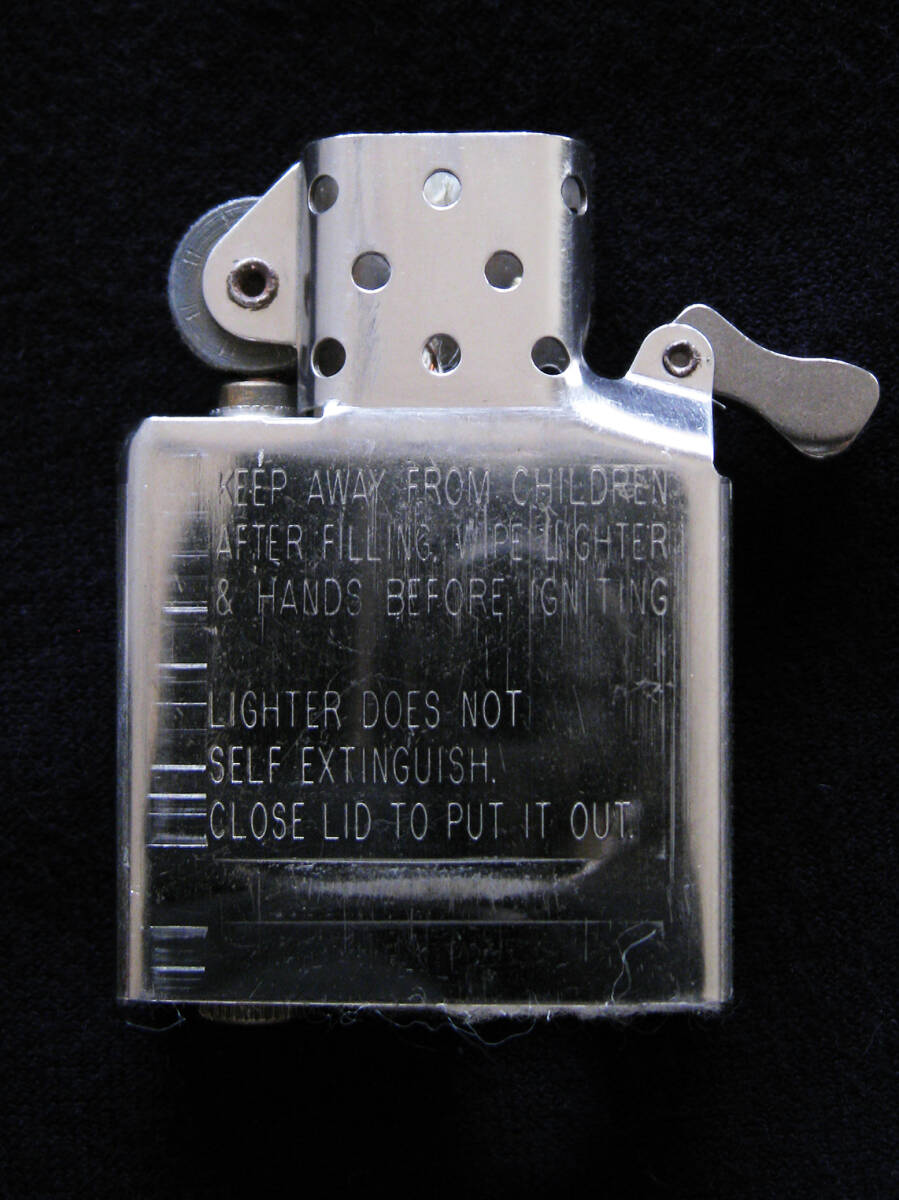 KEEP AWAY FROM CHILDREN
AFTER FILLING, WIPE LIGHTER
& HANDS BEFORE IGNITING
LIGHTER DOES NOT
SELF EXTINGUISH.
CLOSE LID TO PUT IT OUT.